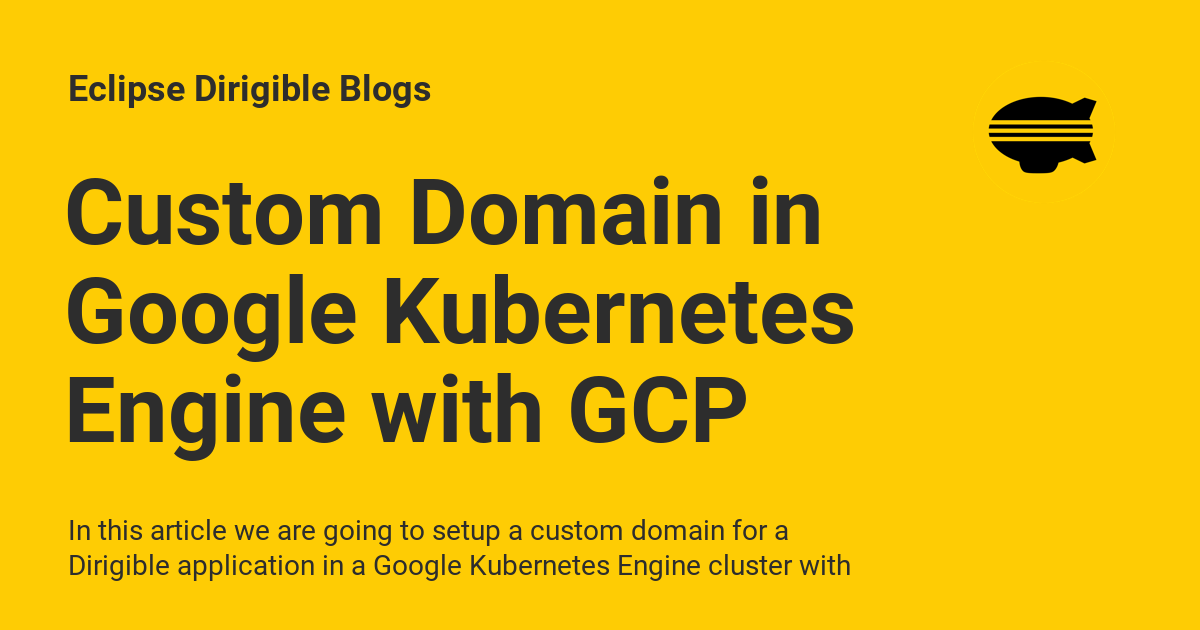 Eclipse Dirigible Blogs
Custom Domain in
Google Kubernetes
Engine with GCP
In this article we are going to setup a custom domain for a
Dirigible application in a Google Kubernetes Engine cluster with